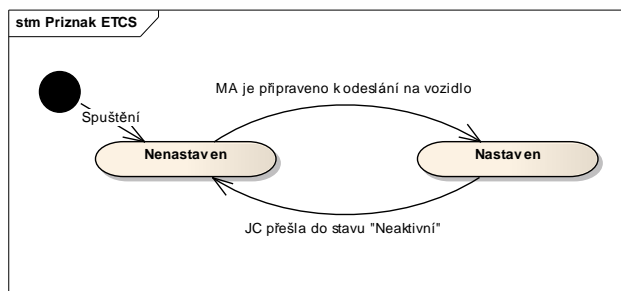 stm Priznak ETCS
MA je připraveno k odeslání na vozidlo
Spuštění
Nenastaven
Nastaven
JC přešla do stavu "Neaktivní"